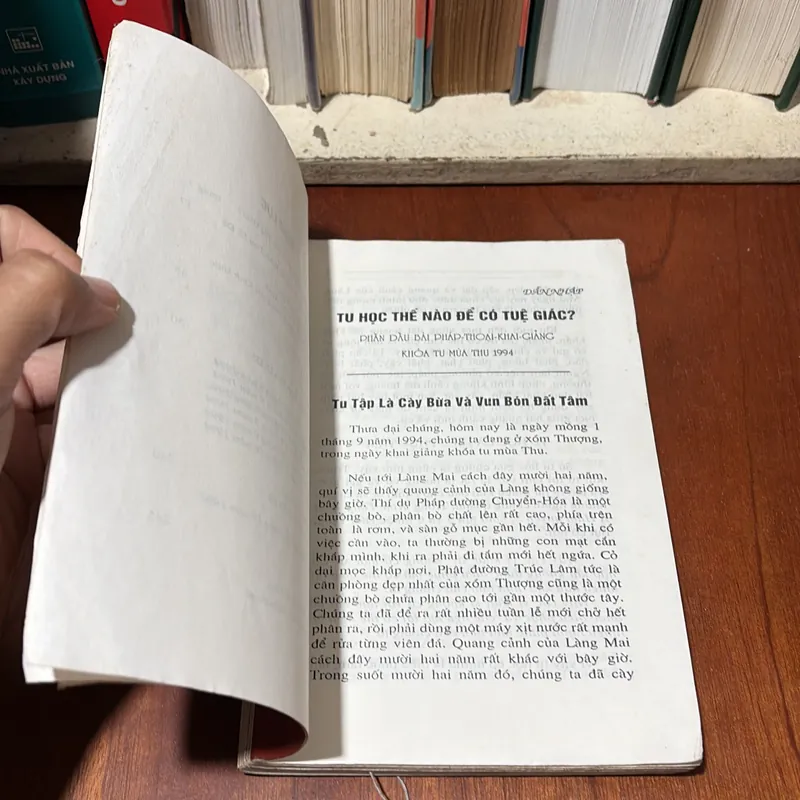 NHÀ XUẤT BẢN
XÂY DỰNG
DẪN NHẬP
TU HỌC THẾ NÀO ĐỂ CÓ TUỆ GIÁC?
PHẦN ĐẦU BÀI PHÁP-THOẠI-KHAI-GIẢNG
KHÓA TU MÙA THU 1994
Tu Tập Là Cày Bừa Và Vun Bón Đất Tâm
Thưa đại chúng, hôm nay là ngày mồng 1
tháng 9 năm 1994, chúng ta đang ở xóm Thượng,
trong ngày khai giảng khóa tu mùa Thu.
Nếu tới Làng Mai cách đây mười hai năm,
quí vị sẽ thấy quang cảnh của Làng không giống
bây giờ. Thí dụ Pháp đường Chuyển-Hóa là một
chuồng bò, phân bò chất lên rất cao, phía trên
toàn là rơm, và sàn gỗ mục gần hết. Mỗi khi có
việc cần vào, ta thường bị những con mạt cắn
khắp mình, khi ra phải đi tắm mới hết ngứa. Cỏ
dại mọc khắp nơi. Phật đường Trúc Lâm tức là
căn phòng đẹp nhất của xóm Thượng cũng là một
chuồng bò chứa phân cao tới gần một thước tây.
Chúng ta đã để ra rất nhiều tuần lễ mới chở hết
phân ra, rồi phải dùng một máy xịt nước rất mạnh
để rửa từng viên đá. Quang cảnh của Làng Mai
cách đây mười hai năm rất khác với bây giờ.
Trong suốt mười hai năm đó, chúng ta đã cày